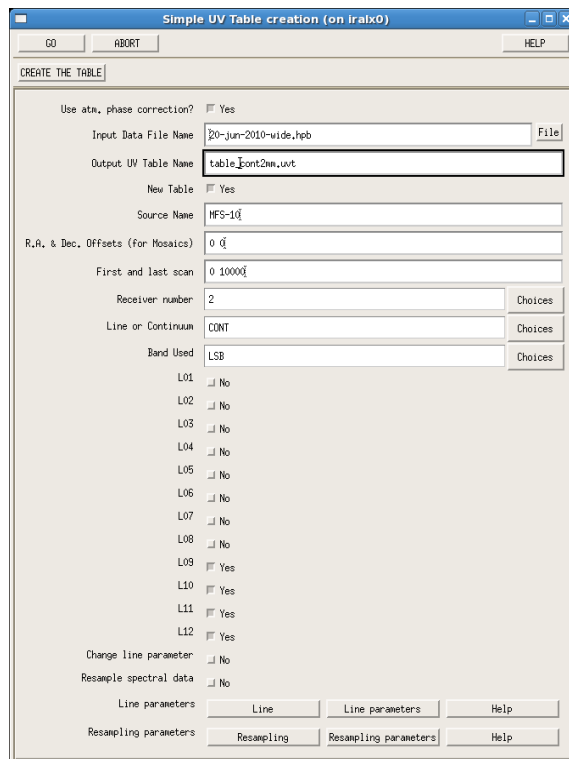 Simple UV Table creation (on iralx0)
GO ABORT HELP
CREATE THE TABLE
Use atm. phase correction? Yes
Input Data File Name 20-jun-2010-wide.hpb File
Output UV Table Name table_cont2mm.uvt
New Table Yes
Source Name MFS-10
R.A. & Dec. Offsets (for Mosaics) 0 0
First and last scan 0 10000
Receiver number 2 Choices
Line or Continuum CONT Choices
Band Used LSB Choices
L01 No
L02 No
L03 No
L04 No
L05 No
L06 No
L07 No
L08 No
L09 Yes
L10 Yes
L11 Yes
L12 Yes
Change line parameter No
Resample spectral data No
Line parameters Line Line parameters Help
Resampling parameters Resampling Resampling parameters Help